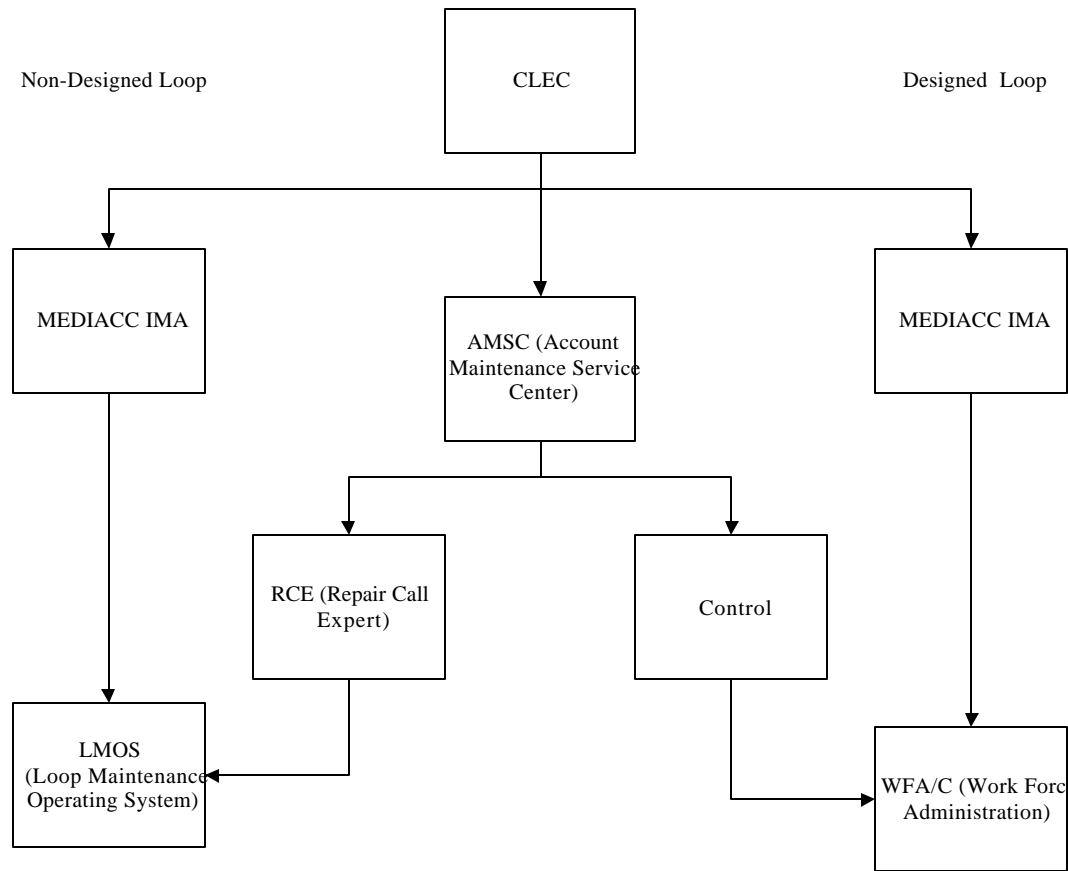 Non-Designed Loop
CLEC
Designed Loop
MEDIACC IMA
AMSC (Account
Maintenance Service
Center)
MEDIACC IMA
RCE (Repair Call
Expert)
Control
LMOS
(Loop Maintenance
Operating System)
WFA/C (Work Forc
Administration)